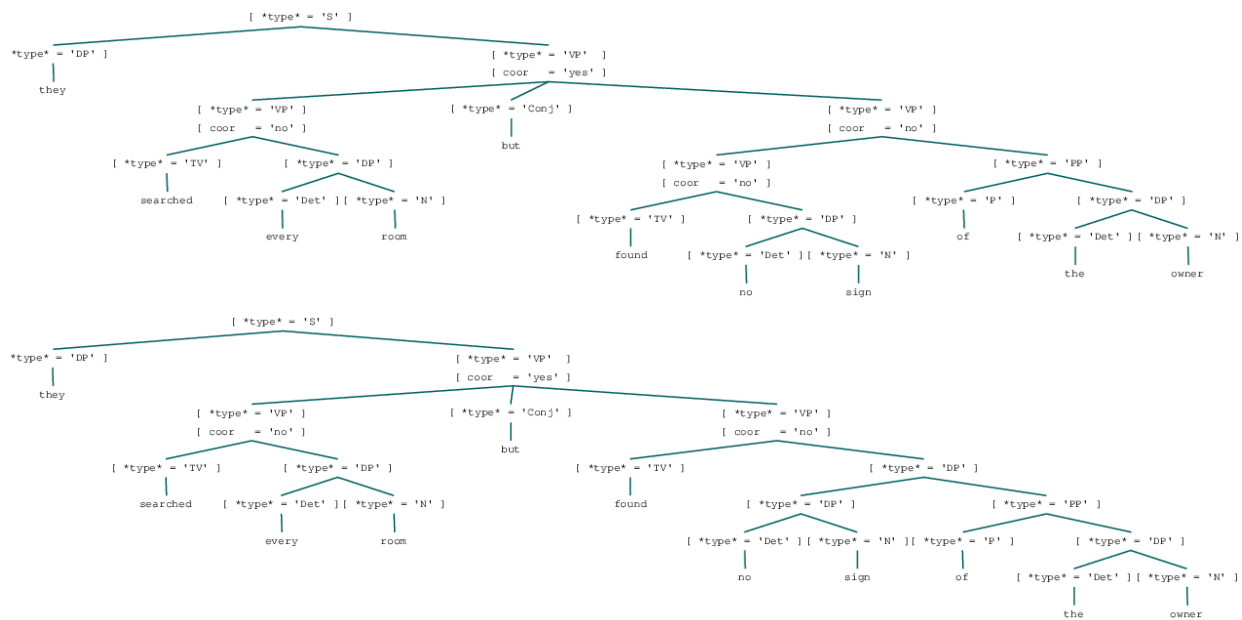 [ *type* = 'S' ]
*type* = 'DP' ] [ *type* = 'VP' ]
they [ coor = 'yes' ]
[ *type* = 'VP' ] [ *type* = 'Conj' ] [ *type* = 'VP' ]
[ coor = 'no' ] [ coor = 'no' ]
but
[ *type* = 'TV' ] [ *type* = 'DP' ] [ *type* = 'VP' ] [ *type* = 'PP' ]
[ coor = 'no' ]
searched [ *type* = 'Det' ] [ *type* = 'N' ] [ *type* = 'P' ] [ *type* = 'DP' ]
[ *type* = 'TV' ] [ *type* = 'DP' ]
every room of [ *type* = 'Det' ] [ *type* = 'N' ]
found [ *type* = 'Det' ] [ *type* = 'N' ]
the owner
no sign
[ *type* = 'S' ]
*type* = 'DP' ] [ *type* = 'VP' ]
[ coor = 'yes' ]
they
[ *type* = 'VP' ] [ *type* = 'Conj' ] [ *type* = 'VP' ]
[ coor = 'no' ] [ coor = 'no' ]
but
[ *type* = 'TV' ] [ *type* = 'DP' ] [ *type* = 'TV' ] [ *type* = 'DP' ]
searched [ *type* = 'Det' ] [ *type* = 'N' ] found [ *type* = 'DP' ] [ *type* = 'PP' ]
every room [ *type* = 'Det' ] [ *type* = 'N' ] [ *type* = 'P' ] [ *type* = 'DP' ]
no sign of [ *type* = 'Det' ] [ *type* = 'N' ]
the owner